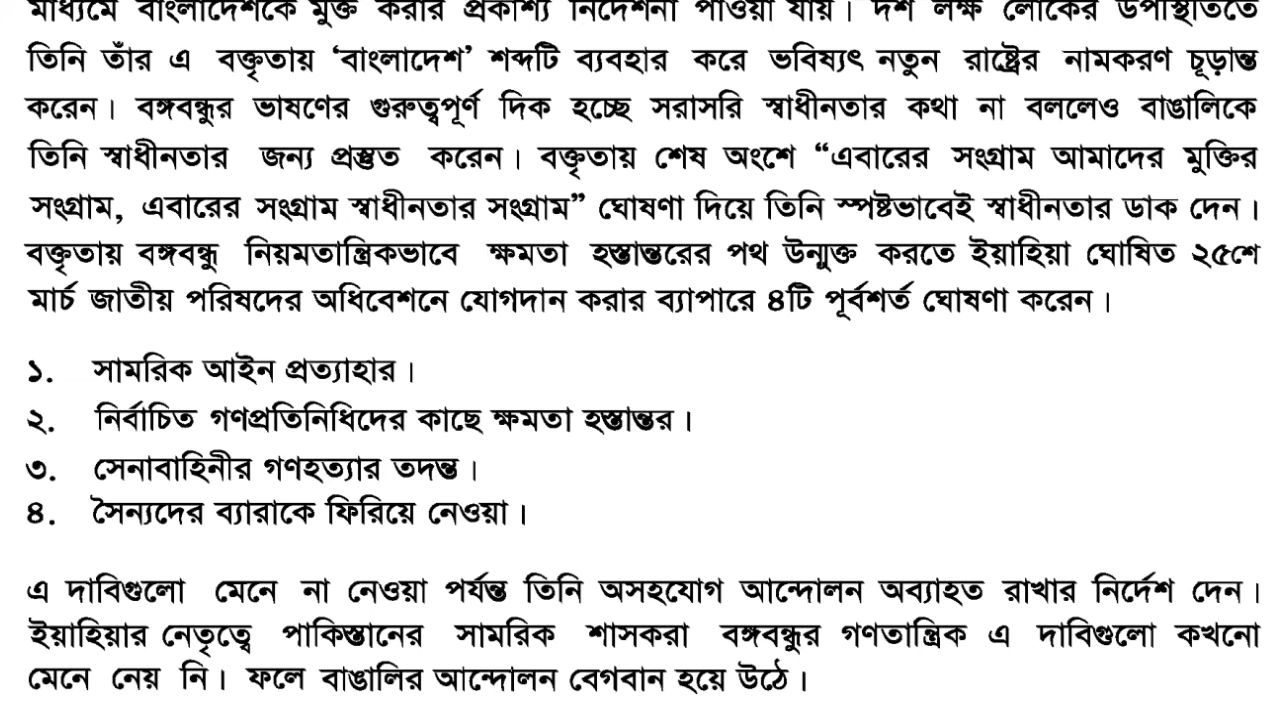 মাধ্যমে বাংলাদেশকে মুক্ত করার প্রকাশ্য নির্দেশনা পাওয়া যায়। দশ লক্ষ লোকের উপস্থিতিতে
তিনি তাঁর এ বক্তৃতায় ‘বাংলাদেশ’ শব্দটি ব্যবহার করে ভবিষ্যৎ নতুন রাষ্ট্রের নামকরণ চূড়ান্ত
করেন। বঙ্গবন্ধুর ভাষণের গুরুত্বপূর্ণ দিক হচ্ছে সরাসরি স্বাধীনতার কথা না বললেও বাঙালিকে
তিনি স্বাধীনতার জন্য প্রস্তুত করেন। বক্তৃতায় শেষ অংশে “এবারের সংগ্রাম আমাদের মুক্তির
সংগ্রাম, এবারের সংগ্রাম স্বাধীনতার সংগ্রাম” ঘোষণা দিয়ে তিনি স্পষ্টভাবেই স্বাধীনতার ডাক দেন।
বক্তৃতায় বঙ্গবন্ধু নিয়মতান্ত্রিকভাবে ক্ষমতা হস্তান্তরের পথ উন্মুক্ত করতে ইয়াহিয়া ঘোষিত ২৫শে
মার্চ জাতীয় পরিষদের অধিবেশনে যোগদান করার ব্যাপারে ৪টি পূর্বশর্ত ঘোষণা করেন।
১. সামরিক আইন প্রত্যাহার।
২. নির্বাচিত গণপ্রতিনিধিদের কাছে ক্ষমতা হস্তান্তর।
৩. সেনাবাহিনীর গণহত্যার তদন্ত।
৪. সৈন্যদের ব্যারাকে ফিরিয়ে নেওয়া।
এ দাবিগুলো মেনে না নেওয়া পর্যন্ত তিনি অসহযোগ আন্দোলন অব্যাহত রাখার নির্দেশ দেন।
ইয়াহিয়ার নেতৃত্বে পাকিস্তানের সামরিক শাসকরা বঙ্গবন্ধুর গণতান্ত্রিক এ দাবিগুলো কখনো
মেনে নেয় নি। ফলে বাঙালির আন্দোলন বেগবান হয়ে উঠে।